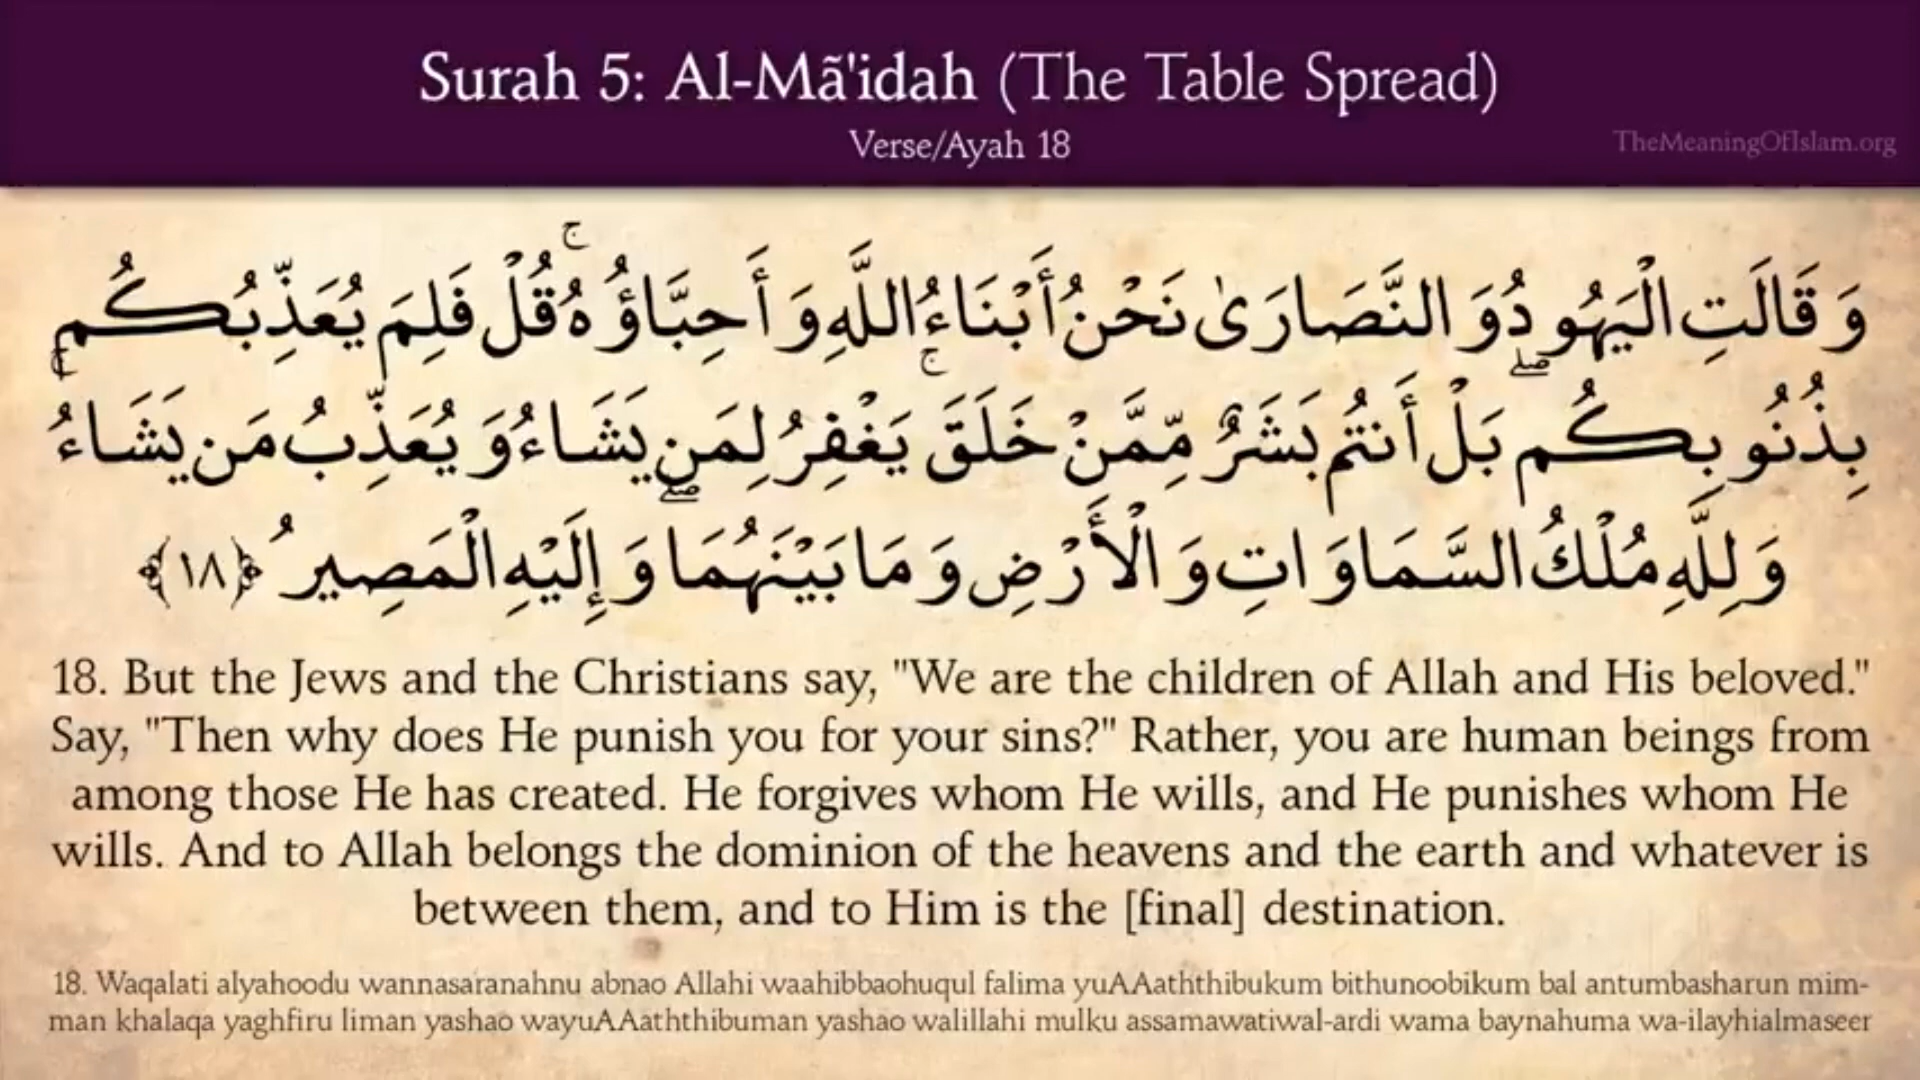 Surah 5: Al-Mã'idah (The Table Spread)
Verse/Ayah 18
TheMeaningOfIslam.org
وَقَالَتِ الْيَهُودُ وَالنَّصَارَىٰ نَحْنُ أَبْنَاءُ اللَّهِ وَأَحِبَّاؤُهُ ۚ قُلْ فَلِمَ يُعَذِّبُكُم
بِذُنُوبِكُم ۖ بَلْ أَنتُم بَشَرٌ مِّمَّنْ خَلَقَ ۚ يَغْفِرُ لِمَن يَشَاءُ وَيُعَذِّبُ مَن يَشَاءُ ۚ
وَلِلَّهِ مُلْكُ السَّمَاوَاتِ وَالْأَرْضِ وَمَا بَيْنَهُمَا ۖ وَإِلَيْهِ الْمَصِيرُ ﴿١٨﴾
18. But the Jews and the Christians say, "We are the children of Allah and His beloved."
Say, "Then why does He punish you for your sins?" Rather, you are human beings from
among those He has created. He forgives whom He wills, and He punishes whom He
wills. And to Allah belongs the dominion of the heavens and the earth and whatever is
between them, and to Him is the [final] destination.
18. Waqalati alyahoodu wannasaranahnu abnao Allahi waahibbaohuqul falima yuAAaththibukum bithunoobikum bal antumbasharun mim-
man khalaqa yaghfiru liman yashao wayuAAaththibuman yashao walillahi mulku assamawatiwal-ardi wama baynahuma wa-ilayhialmaseer